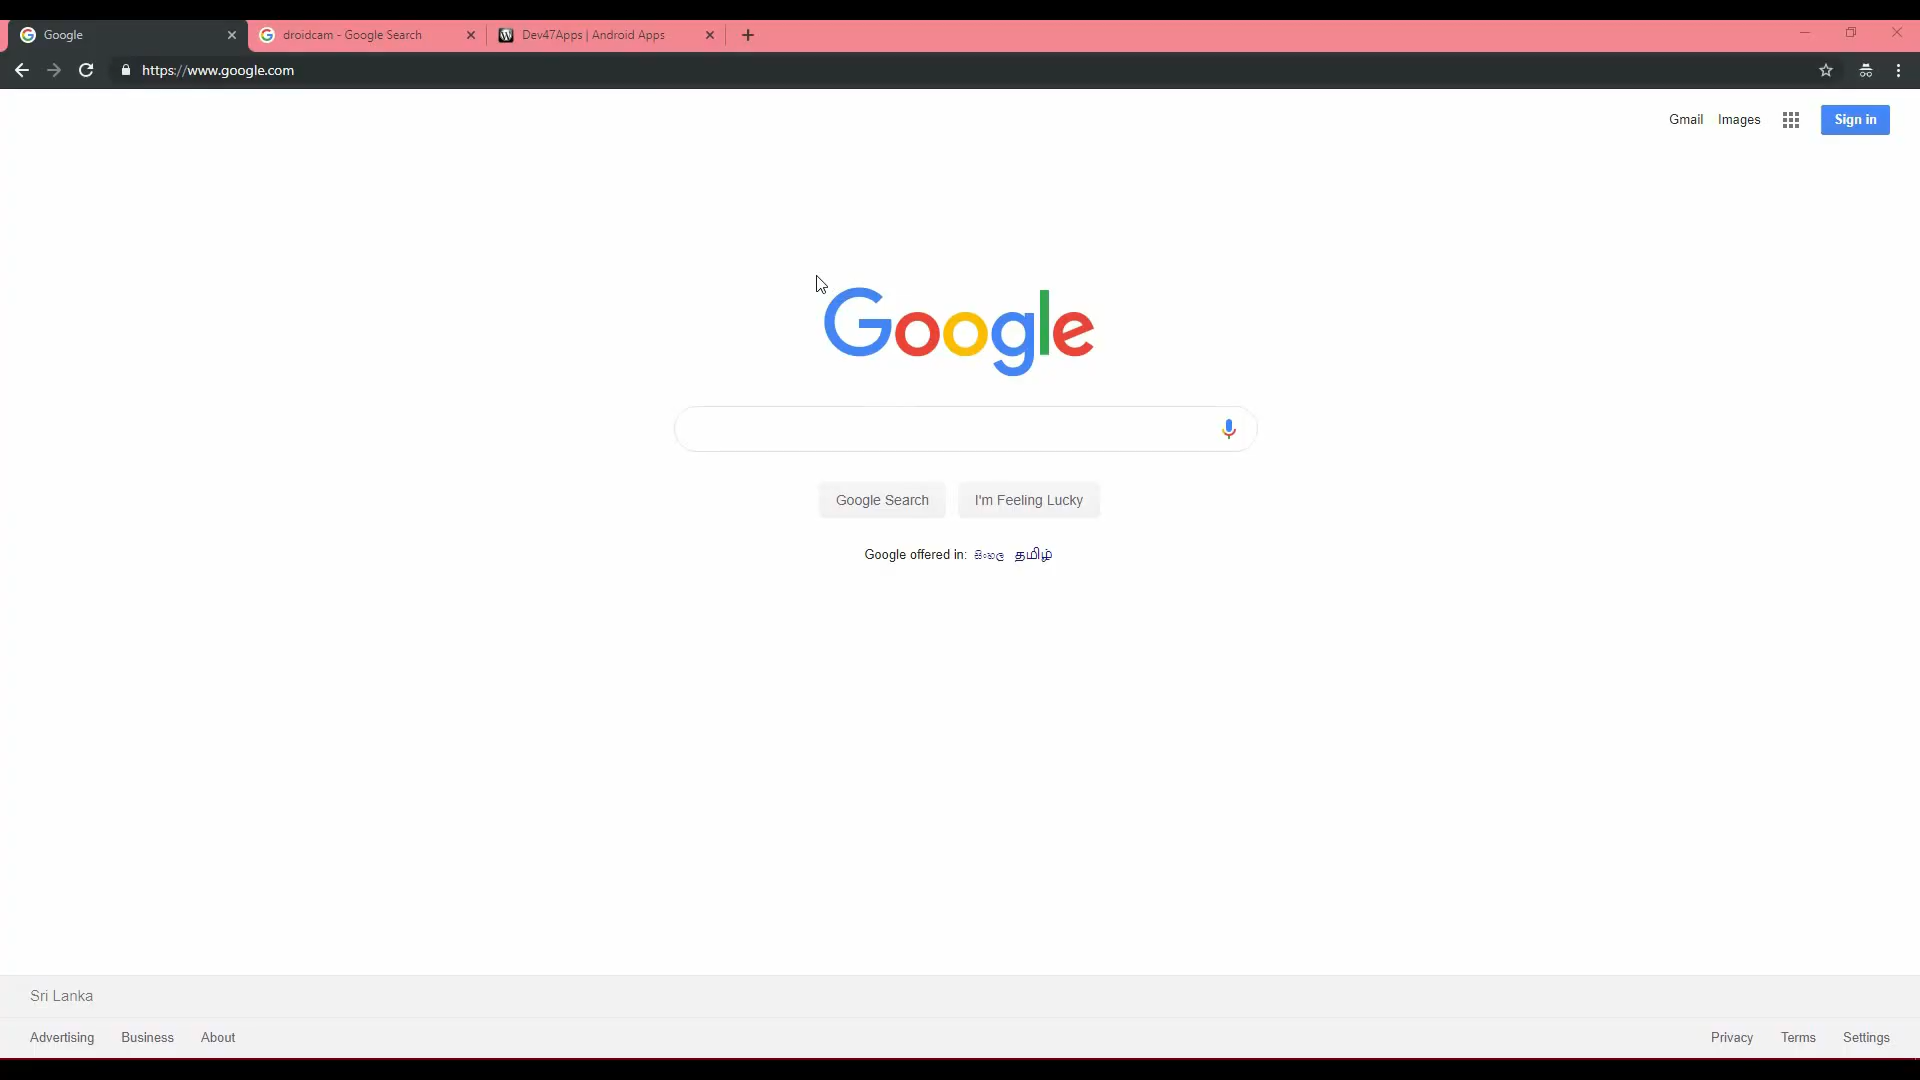 Google
droidcam - Google Search
Dev47Apps | Android Apps
https://www.google.com
Gmail Images Sign in
Google
Google Search I'm Feeling Lucky
Google offered in: සිංහල தமிழ்
Sri Lanka
Advertising Business About Privacy Terms Settings